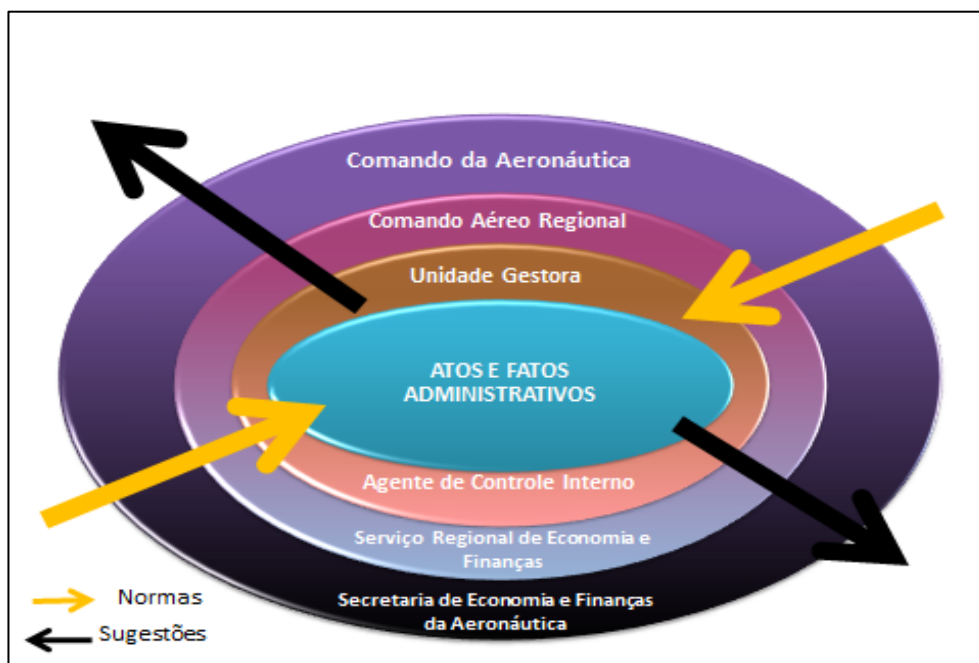 Comando da Aeronáutica
Comando Aéreo Regional
Unidade Gestora
ATOS E FATOS
ADMINISTRATIVOS
Agente de Controle Interno
Serviço Regional de Economia e
Finanças
Secretaria de Economia e Finanças
da Aeronáutica
Normas
Sugestões